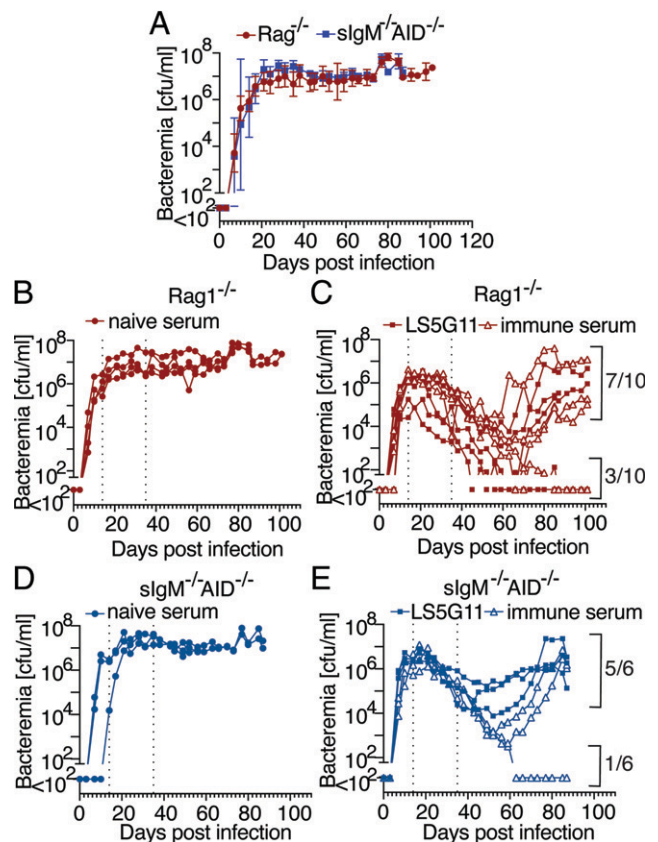 A
Rag-/- sIgM-/-AID-/-
Bacteremia [cfu/ml]
10^8
10^6
10^4
10^2
<10^2
0 20 40 60 80 100 120
Days post infection
B
Rag1-/-
naive serum
Bacteremia [cfu/ml]
10^8
10^6
10^4
10^2
<10^2
0 20 40 60 80 100
Days post infection
C
Rag1-/-
LS5G11 immune serum
Bacteremia [cfu/ml]
10^8
10^6
10^4
10^2
<10^2
7/10
3/10
0 20 40 60 80 100
Days post infection
D
sIgM-/-AID-/-
naive serum
Bacteremia [cfu/ml]
10^8
10^6
10^4
10^2
<10^2
0 20 40 60 80 100
Days post infection
E
sIgM-/-AID-/-
LS5G11 immune serum
Bacteremia [cfu/ml]
10^8
10^6
10^4
10^2
<10^2
5/6
1/6
0 20 40 60 80 100
Days post infection